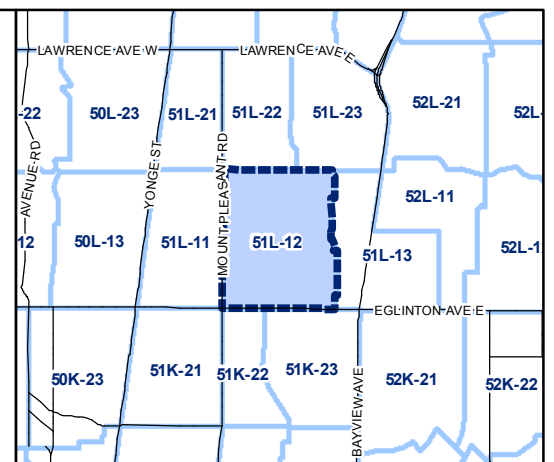 LAWRENCE AVE W
LAWRENCE AVE E
-22
50L-23
51L-21
51L-22
51L-23
52L-21
52L-
AVENUE RD
YONGE ST
MOUNT PLEASANT RD
12
50L-13
51L-11
51L-12
51L-13
52L-11
52L-1
EGLINTON AVE E
50K-23
51K-21
51K-22
51K-23
BAYVIEW AVE
52K-21
52K-22